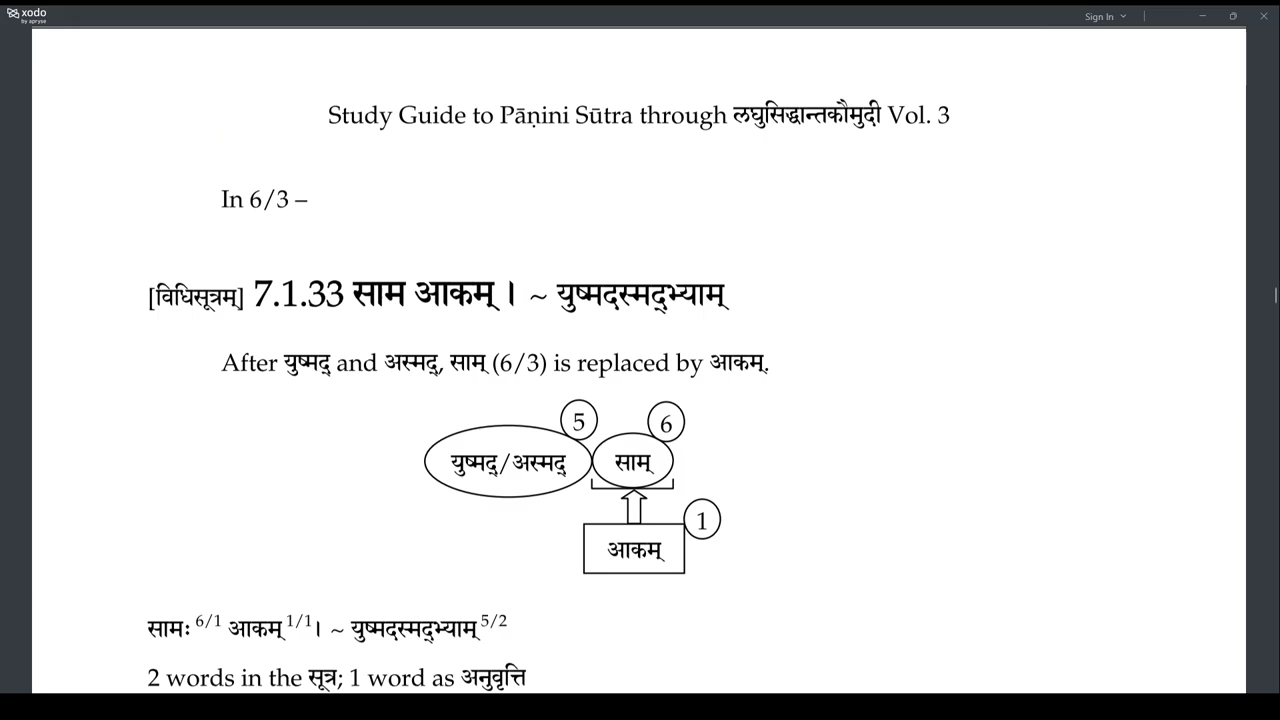 xodo
by apryse
Sign In
Study Guide to Pāṇini Sūtra through लघुसिद्धान्तकौमुदी Vol. 3
In 6/3 –
[विधिसूत्रम्] 7.1.33 साम आकम् । ~ युष्मदस्मद्भ्याम्
After युष्मद् and अस्मद्, साम् (6/3) is replaced by आकम्.
5 6
युष्मद्/अस्मद् साम्
1
आकम्
सामः 6/1 आकम् 1/1। ~ युष्मदस्मद्भ्याम् 5/2
2 words in the सूत्र; 1 word as अनुवृत्ति